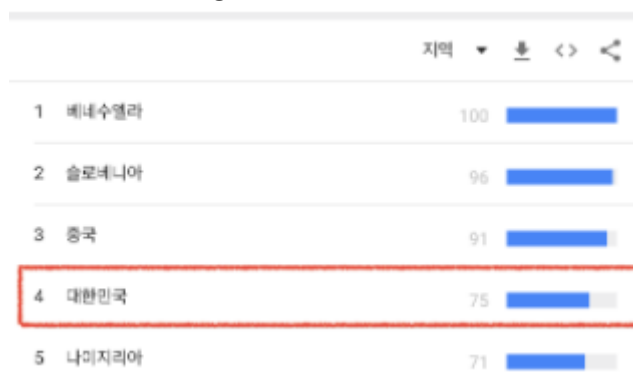 지역
1 베네수엘라 100
2 슬로베니아 96
3 중국 91
4 대한민국 75
5 나이지리아 71